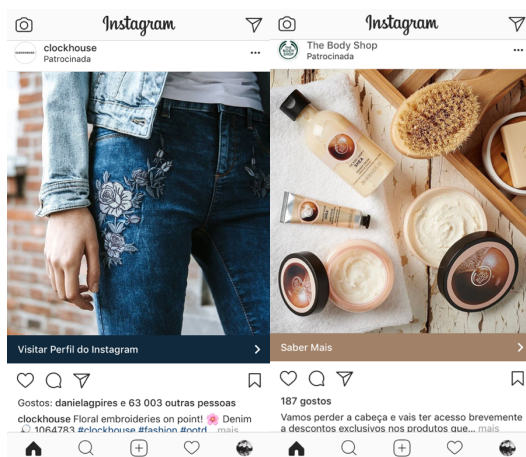 Instagram
clockhouse
Patrocinada
Visitar Perfil do Instagram
Gostos: danielagpires e 63 003 outras pessoas
clockhouse Floral embroideries on point! 🌸 Denim
1064783 #clockhouse #fashion #ootd... mais
Instagram
The Body Shop
Patrocinada
SHEA
Saber Mais
187 gostos
Vamos perder a cabeça e vais ter acesso brevemente
a descontos exclusivos nos produtos que... mais